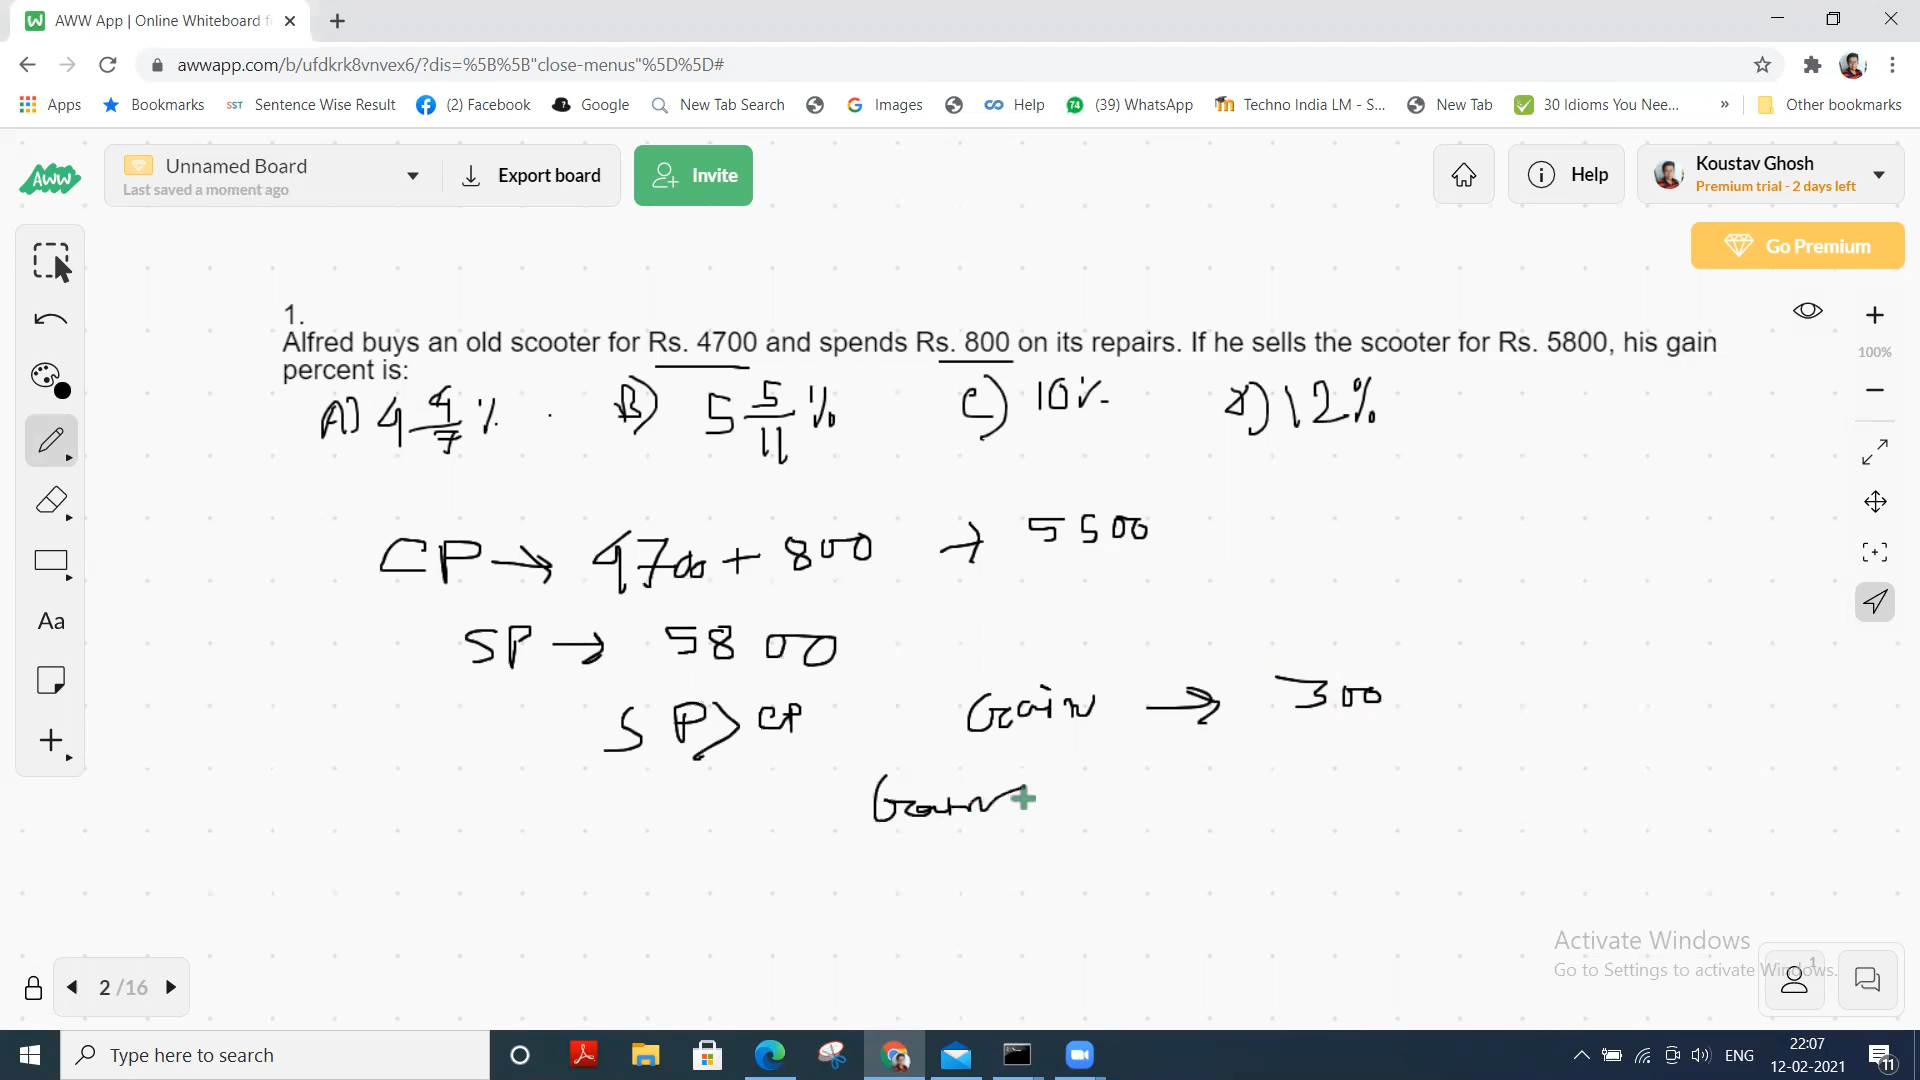 AWW App | Online Whiteboard f
awwapp.com/b/ufdkrk8vnvex6/?dis=%5B%5B"close-menus"%5D%5D#
Apps Bookmarks SST Sentence Wise Result (2) Facebook Google New Tab Search Images Help 74 (39) WhatsApp Techno India LM - S... New Tab 30 Idioms You Nee... » Other bookmarks
AWW Unnamed Board Export board Invite Help Koustav Ghosh
Last saved a moment ago Premium trial - 2 days left
Go Premium
1.
Alfred buys an old scooter for Rs. 4700 and spends Rs. 800 on its repairs. If he sells the scooter for Rs. 5800, his gain
percent is:
100%
A) 4 4/7 % B) 5 5/11 % C) 10% D) 12%
CP → 4700 + 800 → 5500
SP → 5800
SP > CP Gain → 300
Gain
Aa
Activate Windows
Go to Settings to activate Windows.
1
2 /16
Type here to search
ENG
22:07
12-02-2021
11